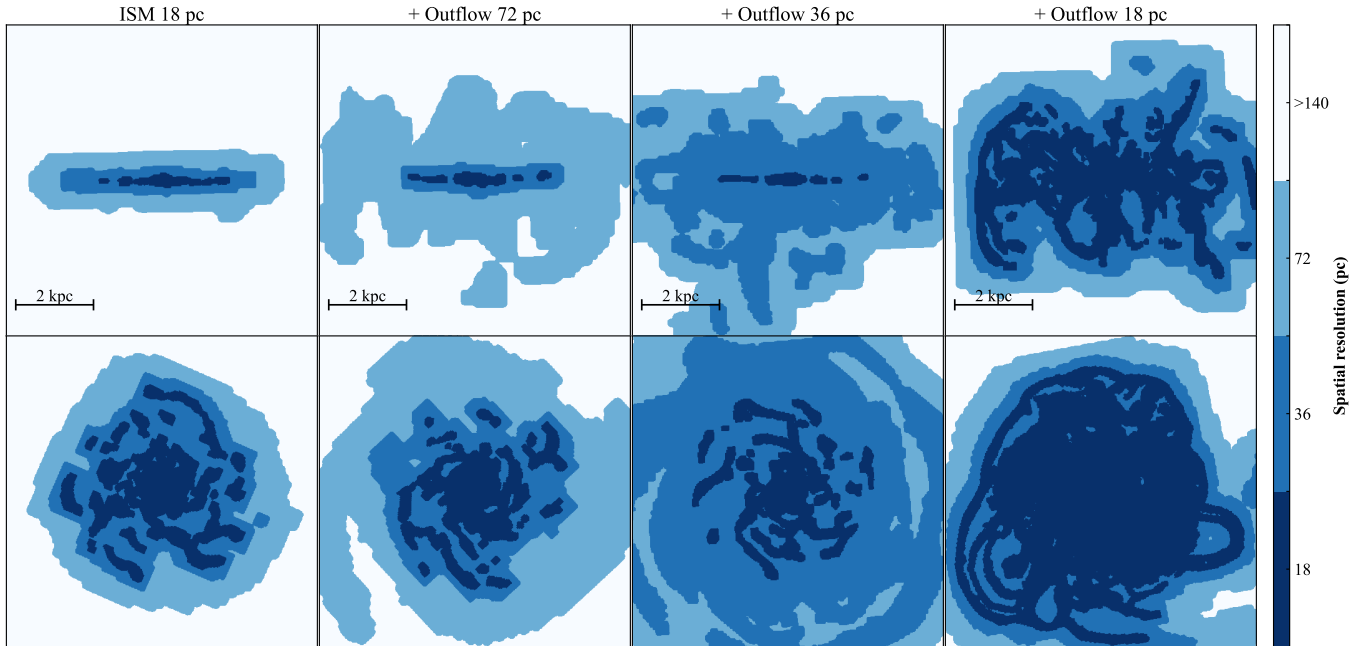 ISM 18 pc
+ Outflow 72 pc
+ Outflow 36 pc
+ Outflow 18 pc
2 kpc
2 kpc
2 kpc
2 kpc
>140
72
36
18
Spatial resolution (pc)